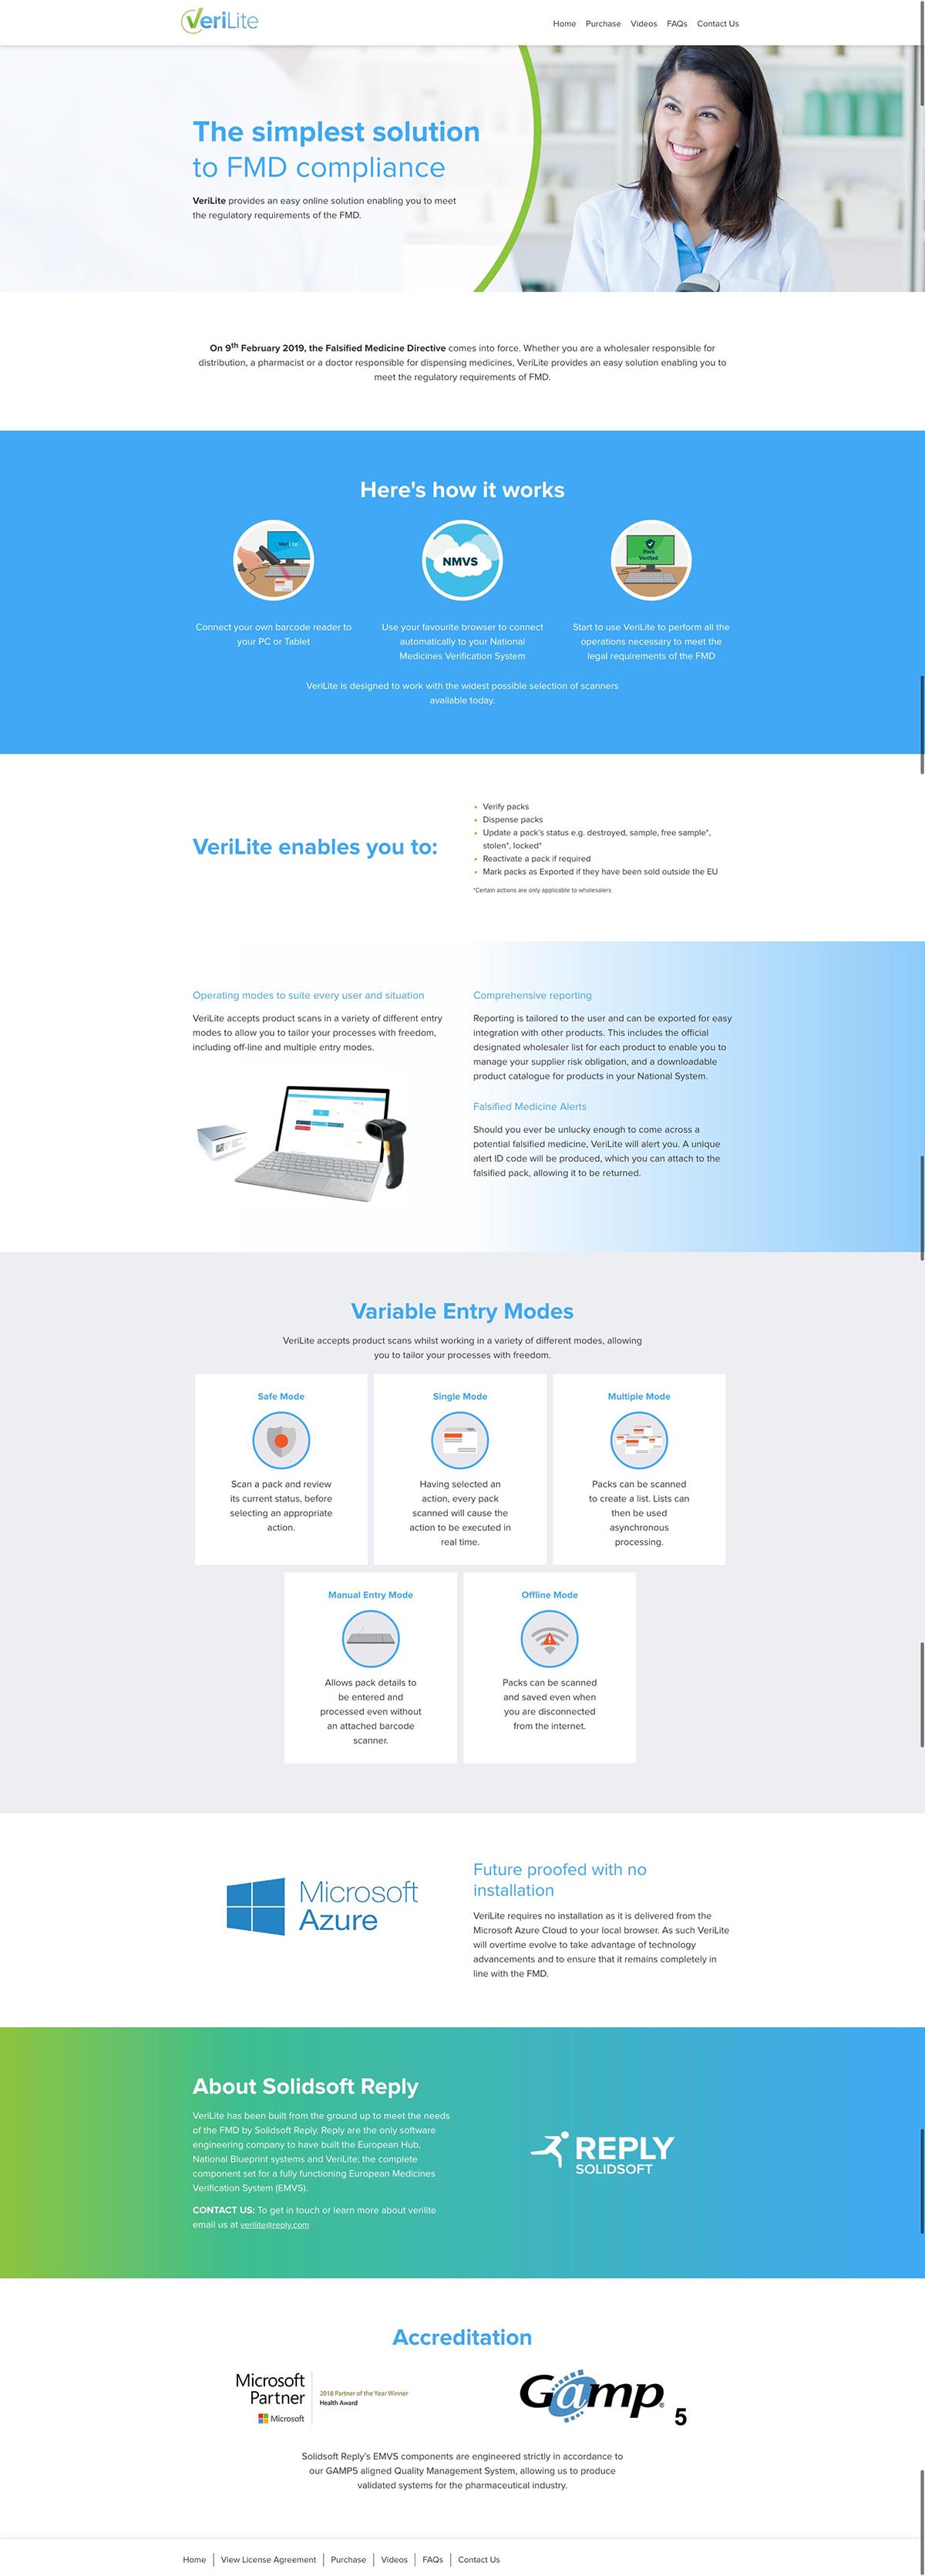 VeriLite
Home Purchase Videos FAQs Contact Us
The simplest solution
to FMD compliance
VeriLite provides an easy online solution enabling you to meet
the regulatory requirements of the FMD.
On 9th February 2019, the Falsified Medicine Directive comes into force. Whether you are a wholesaler responsible for
distribution, a pharmacist or a doctor responsible for dispensing medicines, VeriLite provides an easy solution enabling you to
meet the regulatory requirements of FMD.
Here's how it works
VeriLite
NMVS
Pack
Verified
Connect your own barcode reader to
your PC or Tablet
Use your favourite browser to connect
automatically to your National
Medicines Verification System
Start to use VeriLite to perform all the
operations necessary to meet the
legal requirements of the FMD
VeriLite is designed to work with the widest possible selection of scanners
available today.
VeriLite enables you to:
Verify packs
Dispense packs
Update a pack's status e.g. destroyed, sample, free sample*,
stolen*, locked*
Reactivate a pack if required
Mark packs as Exported if they have been sold outside the EU
*Certain actions are only applicable to wholesalers
Operating modes to suite every user and situation
VeriLite accepts product scans in a variety of different entry
modes to allow you to tailor your processes with freedom,
including off-line and multiple entry modes.
Comprehensive reporting
Reporting is tailored to the user and can be exported for easy
integration with other products. This includes the official
designated wholesaler list for each product to enable you to
manage your supplier risk obligation, and a downloadable
product catalogue for products in your National System.
Falsified Medicine Alerts
Should you ever be unlucky enough to come across a
potential falsified medicine, VeriLite will alert you. A unique
alert ID code will be produced, which you can attach to the
falsified pack, allowing it to be returned.
Variable Entry Modes
VeriLite accepts product scans whilst working in a variety of different modes, allowing
you to tailor your processes with freedom.
Safe Mode
Scan a pack and review
its current status, before
selecting an appropriate
action.
Single Mode
Having selected an
action, every pack
scanned will cause the
action to be executed in
real time.
Multiple Mode
Packs can be scanned
to create a list. Lists can
then be used
asynchronous
processing.
Manual Entry Mode
Allows pack details to
be entered and
processed even without
an attached barcode
scanner.
Offline Mode
Packs can be scanned
and saved even when
you are disconnected
from the internet.
Microsoft
Azure
Future proofed with no
installation
VeriLite requires no installation as it is delivered from the
Microsoft Azure Cloud to your local browser. As such VeriLite
will overtime evolve to take advantage of technology
advancements and to ensure that it remains completely in
line with the FMD.
About Solidsoft Reply
VeriLite has been built from the ground up to meet the needs
of the FMD by Solidsoft Reply. Reply are the only software
engineering company to have built the European Hub,
National Blueprint systems and VeriLite; the complete
component set for a fully functioning European Medicines
Verification System (EMVS).
CONTACT US: To get in touch or learn more about verilite
email us at verilite@reply.com
REPLY
SOLIDSOFT
Accreditation
Microsoft
Partner
Microsoft
2018 Partner of the Year Winner
Health Award
Gamp® 5
Solidsoft Reply's EMVS components are engineered strictly in accordance to
our GAMP5 aligned Quality Management System, allowing us to produce
validated systems for the pharmaceutical industry.
Home | View License Agreement | Purchase | Videos | FAQs | Contact Us